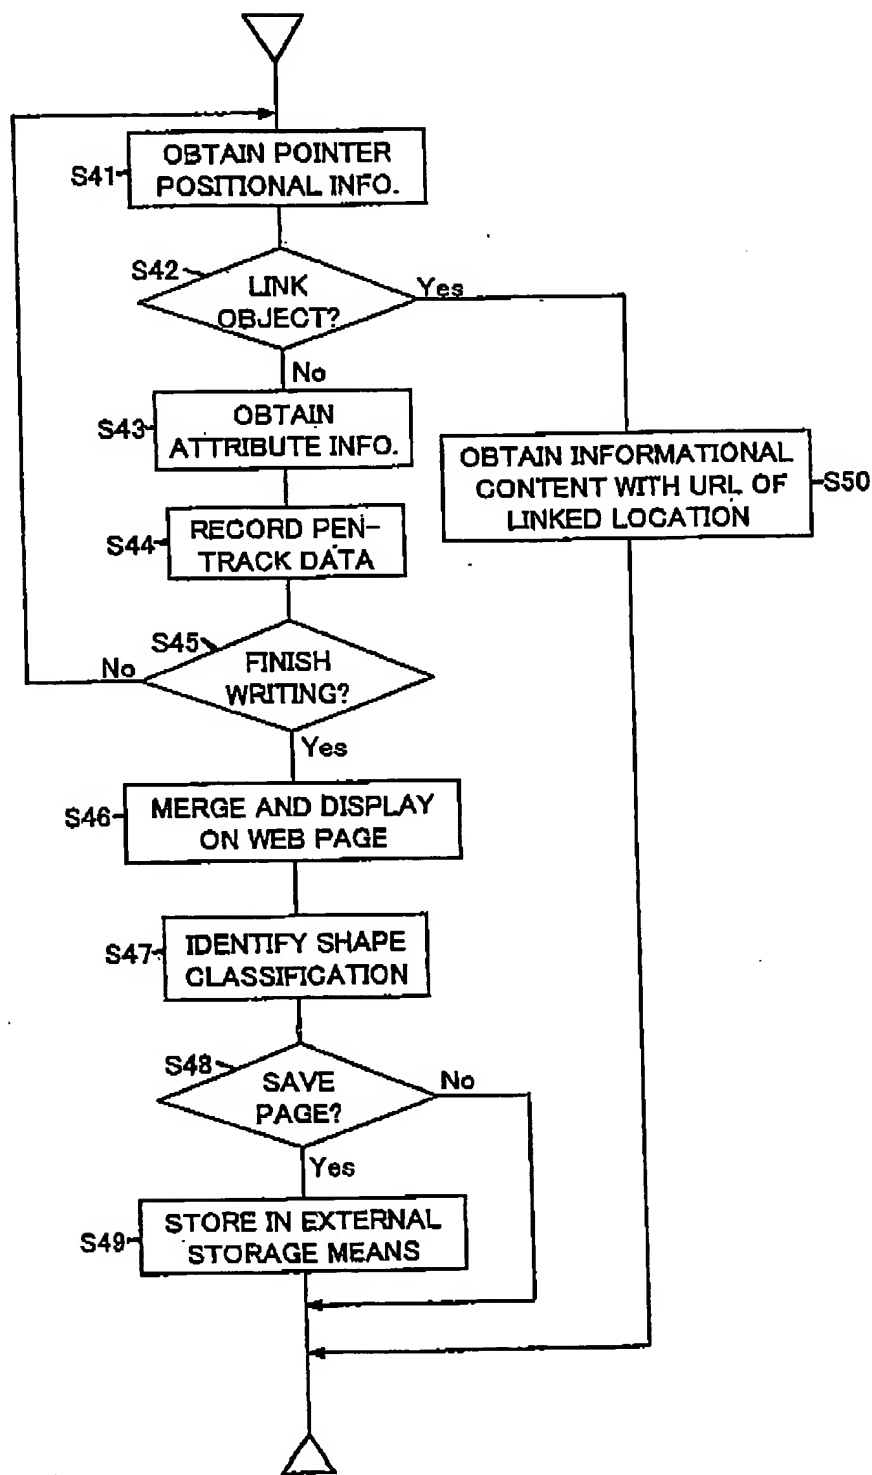 S41
OBTAIN POINTER
POSITIONAL INFO.
S42
LINK
OBJECT?
Yes
No
S43
OBTAIN
ATTRIBUTE INFO.
OBTAIN INFORMATIONAL
CONTENT WITH URL OF
LINKED LOCATION
S50
S44
RECORD PEN-
TRACK DATA
S45
FINISH
WRITING?
No
Yes
S46
MERGE AND DISPLAY
ON WEB PAGE
S47
IDENTIFY SHAPE
CLASSIFICATION
S48
SAVE
PAGE?
No
Yes
S49
STORE IN EXTERNAL
STORAGE MEANS